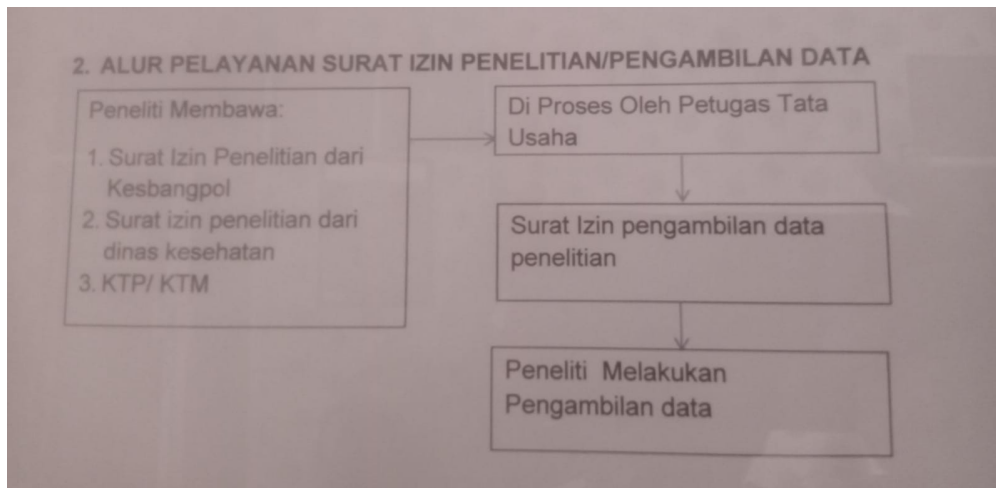 2. ALUR PELAYANAN SURAT IZIN PENELITIAN/PENGAMBILAN DATA
Peneliti Membawa:
1. Surat Izin Penelitian dari
Kesbangpol
2. Surat izin penelitian dari
dinas kesehatan
3. KTP/ KTM
Di Proses Oleh Petugas Tata
Usaha
Surat Izin pengambilan data
penelitian
Peneliti Melakukan
Pengambilan data